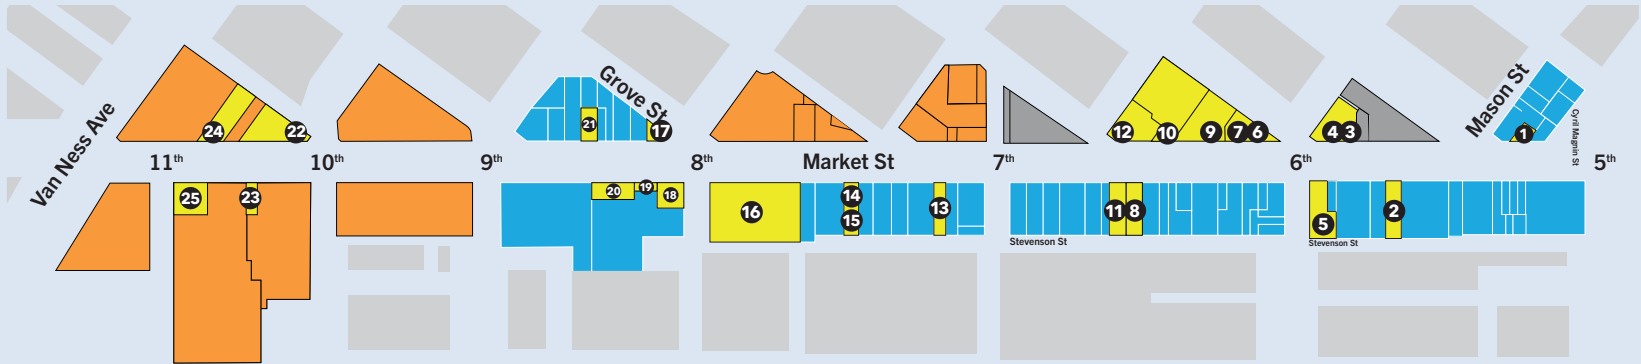 Van Ness Ave
24
22
Grove St
21
17
12
10
9
7
6
4
3
Mason St
1
Cyril Magnin St
11th
10th
9th
8th
Market St
7th
6th
5th
25
23
20
19
18
16
14
15
13
11
8
5
2
Stevenson St
Stevenson St